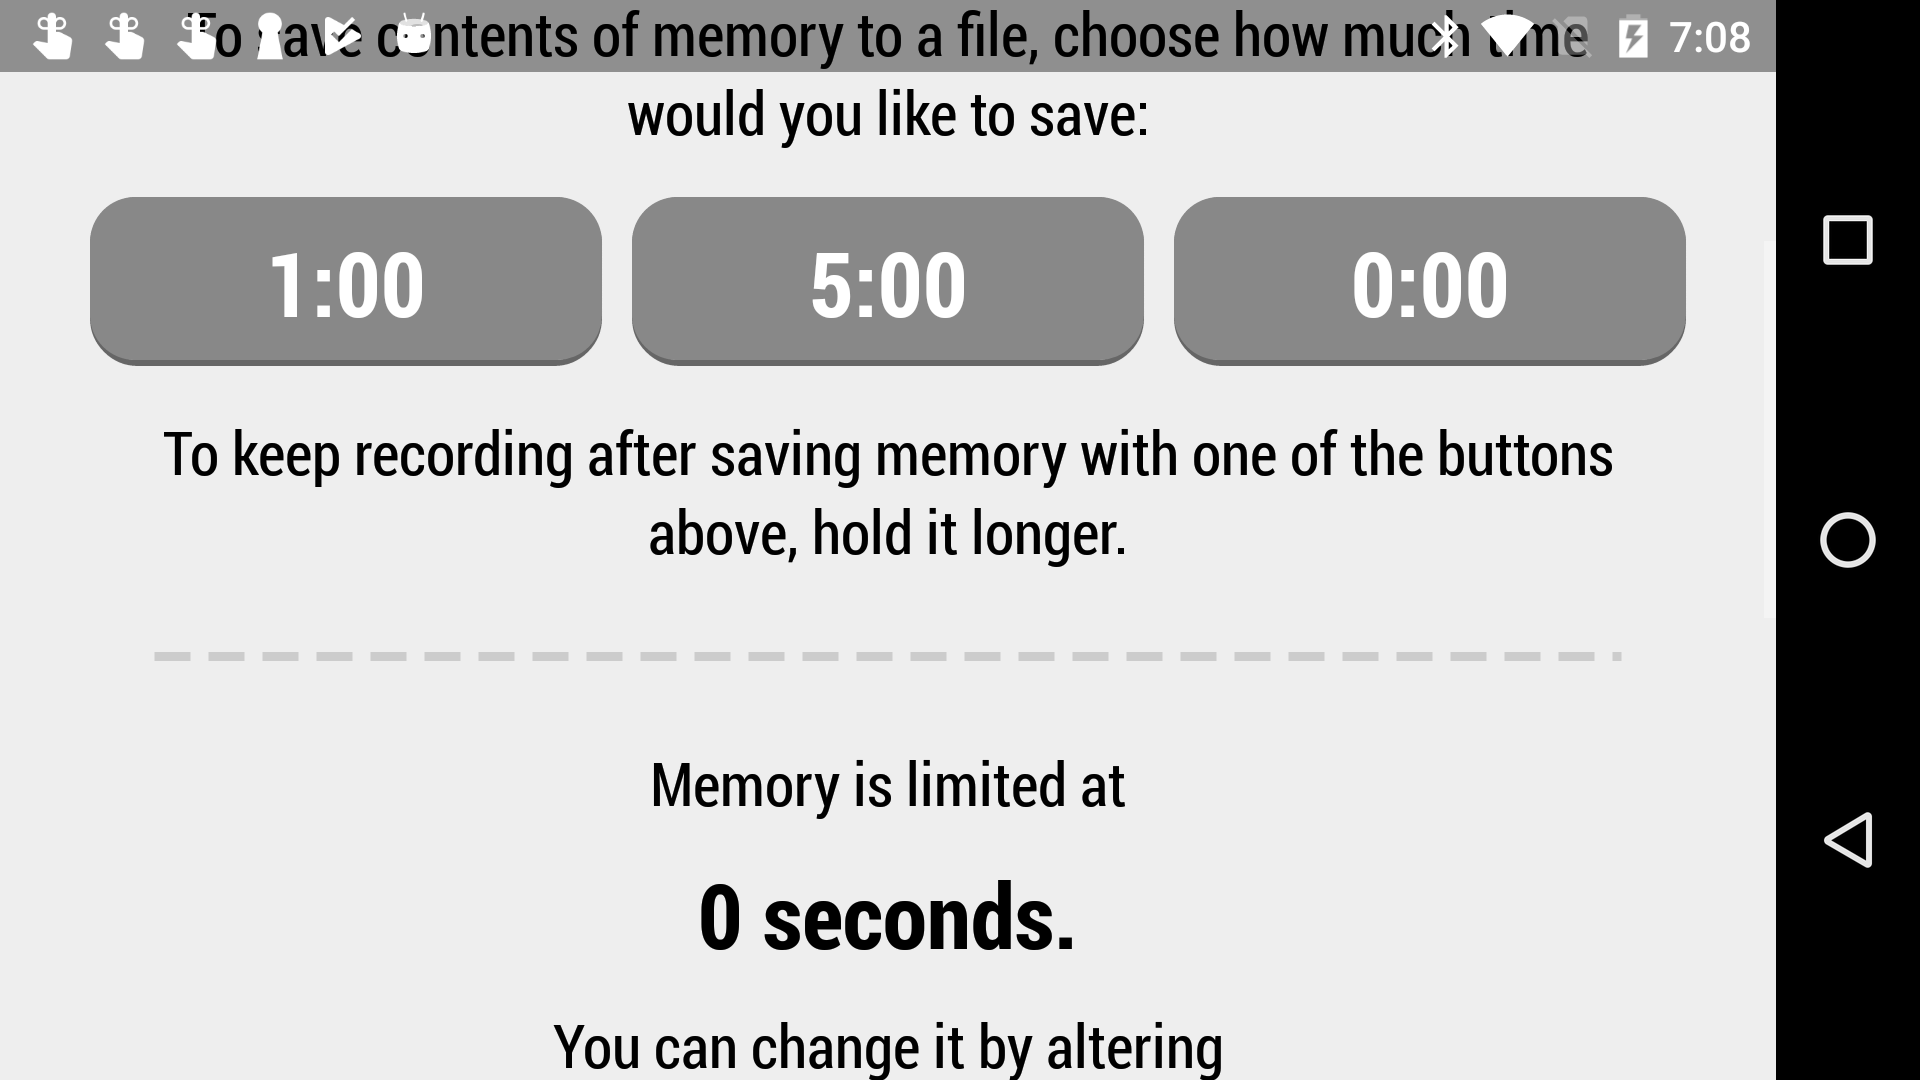 To save contents of memory to a file, choose how much time
7:08
would you like to save:
1:00
5:00
0:00
To keep recording after saving memory with one of the buttons
above, hold it longer.
Memory is limited at
0 seconds.
You can change it by altering